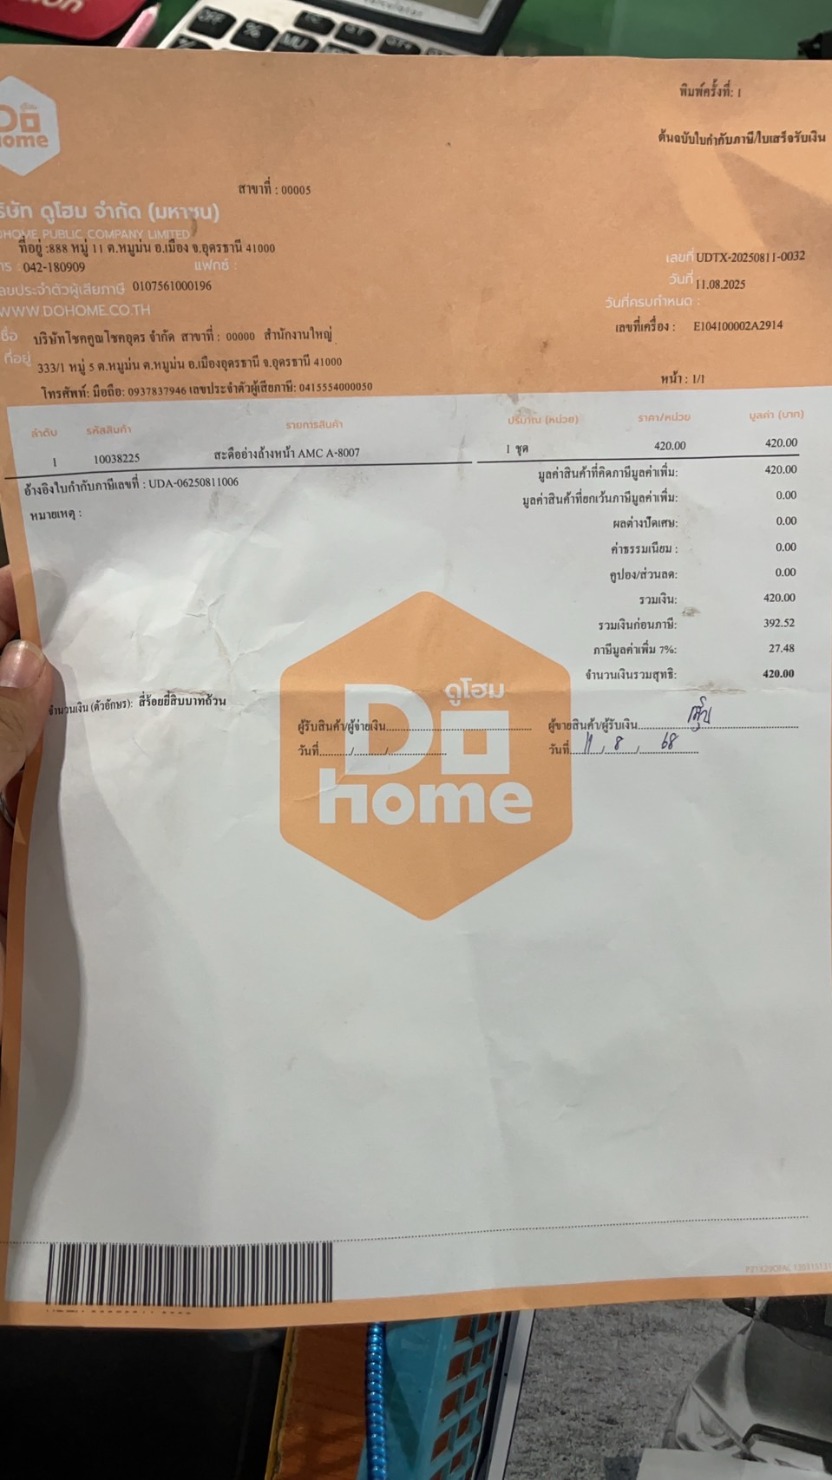 พิมพ์ครั้งที่: 1
ต้นฉบับใบกำกับภาษี/ใบเสร็จรับเงิน
สาขาที่ : 00005
ดูโฮม จำกัด (มหาชน)
HOME PUBLIC COMPANY LIMITED
ที่อยู่ :888 หมู่ 11 ต.หมูม่น อ.เมือง จ.อุดรธานี 41000
042-180909 แฟกซ์ :
ประจำตัวผู้เสียภาษี 0107561000196
WWW.DOHOME.CO.TH
เลขที่ UDTX-20250811-0032
วันที่ 11.08.2025
วันที่ครบกำหนด :
เลขที่เครื่อง : E104100002A2914
บริษัทโชคคูณโชคอุดร จำกัด สาขาที่ : 00000 สำนักงานใหญ่
ที่อยู่ 333/1 หมู่ 5 ต.หมูม่น ต.หมูม่น อ.เมืองอุดรธานี จ.อุดรธานี 41000
โทรศัพท์: มือถือ: 0937837946 เลขประจำตัวผู้เสียภาษี: 0415554000050
หน้า : 1/1
ลำดับ รหัสสินค้า รายการสินค้า ปริมาณ (หน่วย) ราคา/หน่วย มูลค่า (บาท)
1 10038225 สะดืออ่างล้างหน้า AMC A-8007 1 ชุด 420.00 420.00
อ้างอิงใบกำกับภาษีเลขที่ : UDA-06250811006
หมายเหตุ :
มูลค่าสินค้าที่คิดภาษีมูลค่าเพิ่ม: 420.00
มูลค่าสินค้าที่ยกเว้นภาษีมูลค่าเพิ่ม: 0.00
ผลต่างปัดเศษ: 0.00
ค่าธรรมเนียม : 0.00
คูปอง/ส่วนลด: 0.00
รวมเงิน: 420.00
รวมเงินก่อนภาษี: 392.52
ภาษีมูลค่าเพิ่ม 7%: 27.48
จำนวนเงินรวมสุทธิ: 420.00
จำนวนเงิน (ตัวอักษร): สี่ร้อยยี่สิบบาทถ้วน
ผู้รับสินค้า/ผู้จ่ายเงิน
วันที่
ผู้ขายสินค้า/ผู้รับเงิน
วันที่ 11 / 8 / 68
ดูโฮม
Do
home